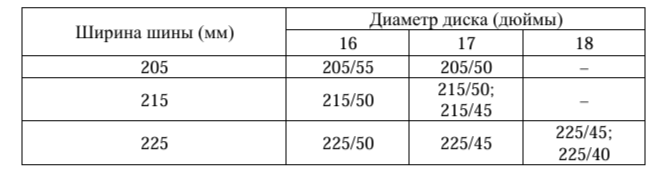 Ширина шины (мм)
Диаметр диска (дюймы)
16 17 18
205 205/55 205/50 –
215 215/50 215/50; 215/45 –
225 225/50 225/45 225/45; 225/40